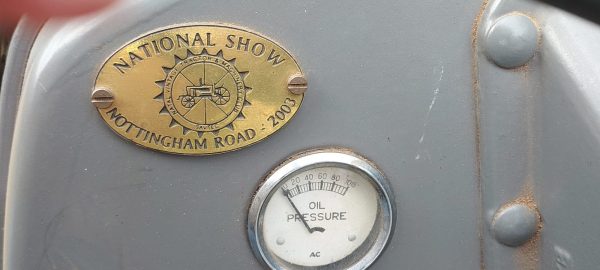 NATIONAL SHOW
NOTTINGHAM ROAD - 2003
20 40 60 80
OIL
PRESSURE
AC